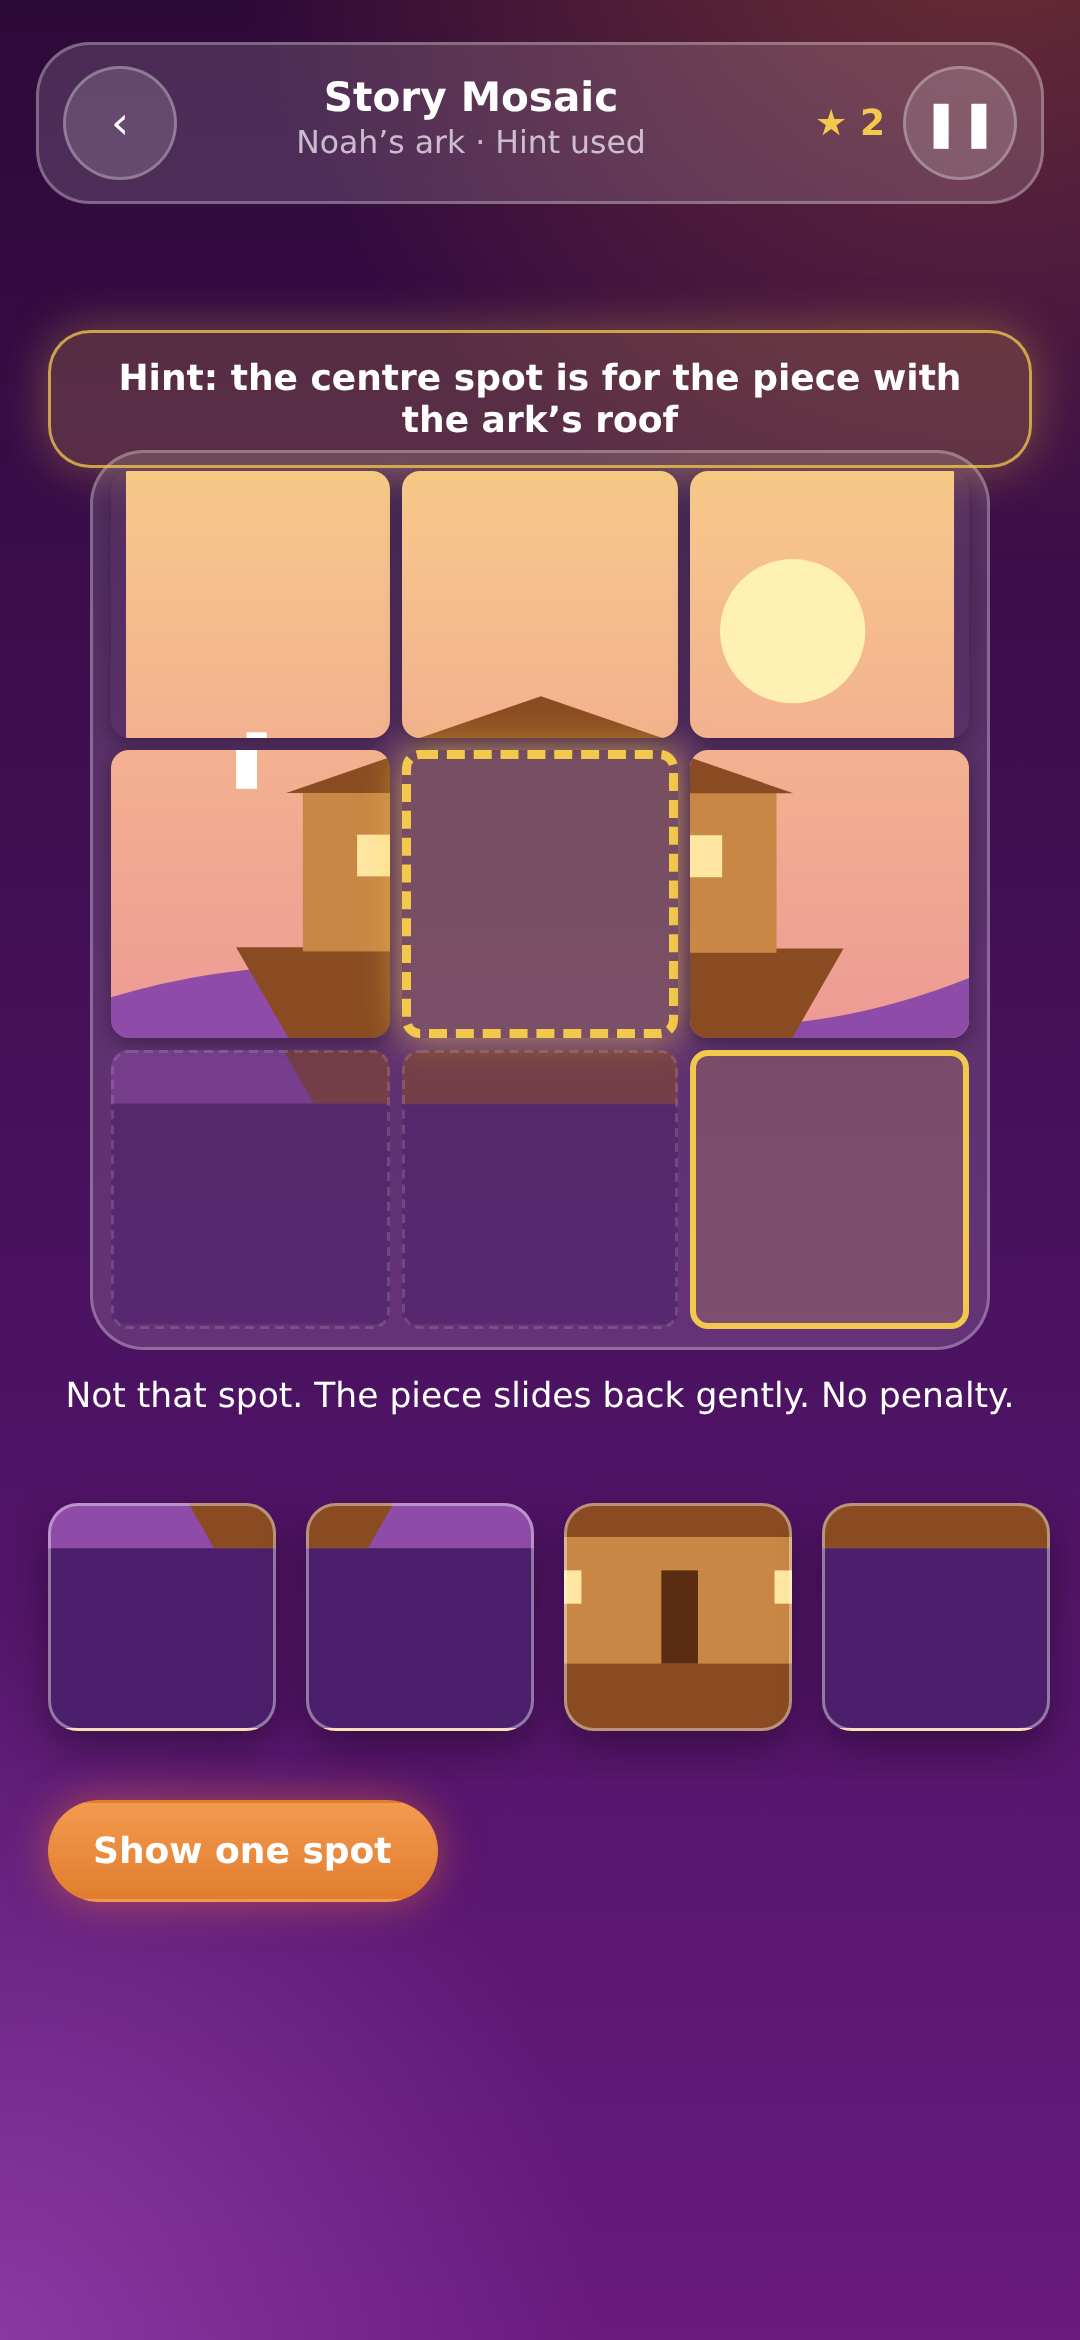 Story Mosaic
Noah’s ark · Hint used
★ 2
Hint: the centre spot is for the piece with
the ark’s roof
Not that spot. The piece slides back gently. No penalty.
Show one spot